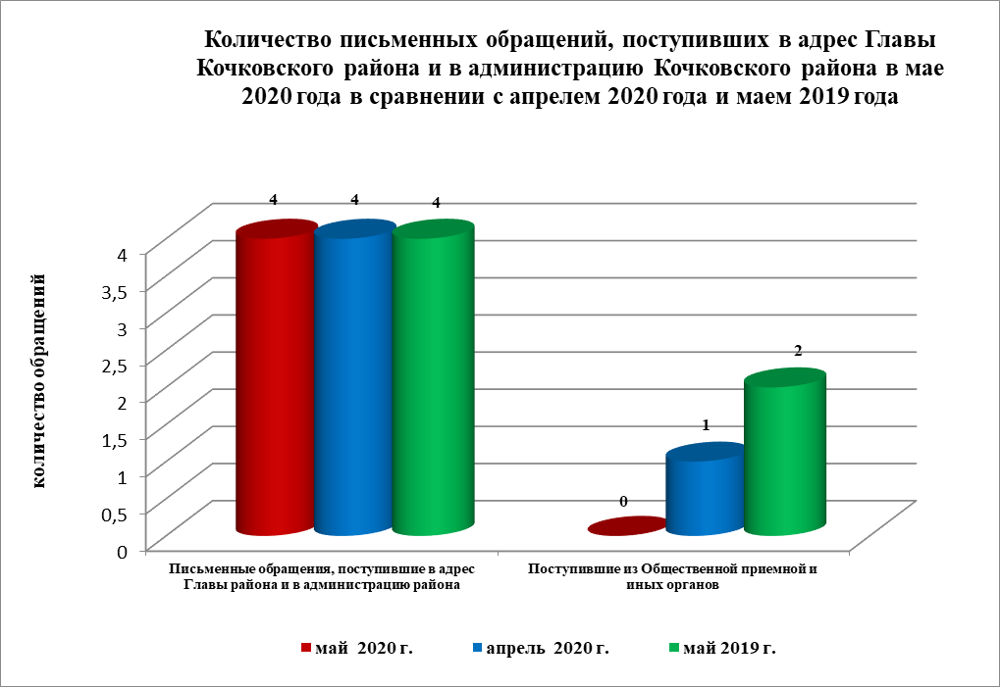 Количество письменных обращений, поступивших в адрес Главы
Кочковского района и в администрацию Кочковского района в мае
2020 года в сравнении с апрелем 2020 года и маем 2019 года
количество обращений
4
3,5
3
2,5
2
1,5
1
0,5
0
4
4
4
0
1
2
Письменные обращения, поступившие в адрес
Главы района и в администрацию района
Поступившие из Общественной приемной и
иных органов
май 2020 г.
апрель 2020 г.
май 2019 г.